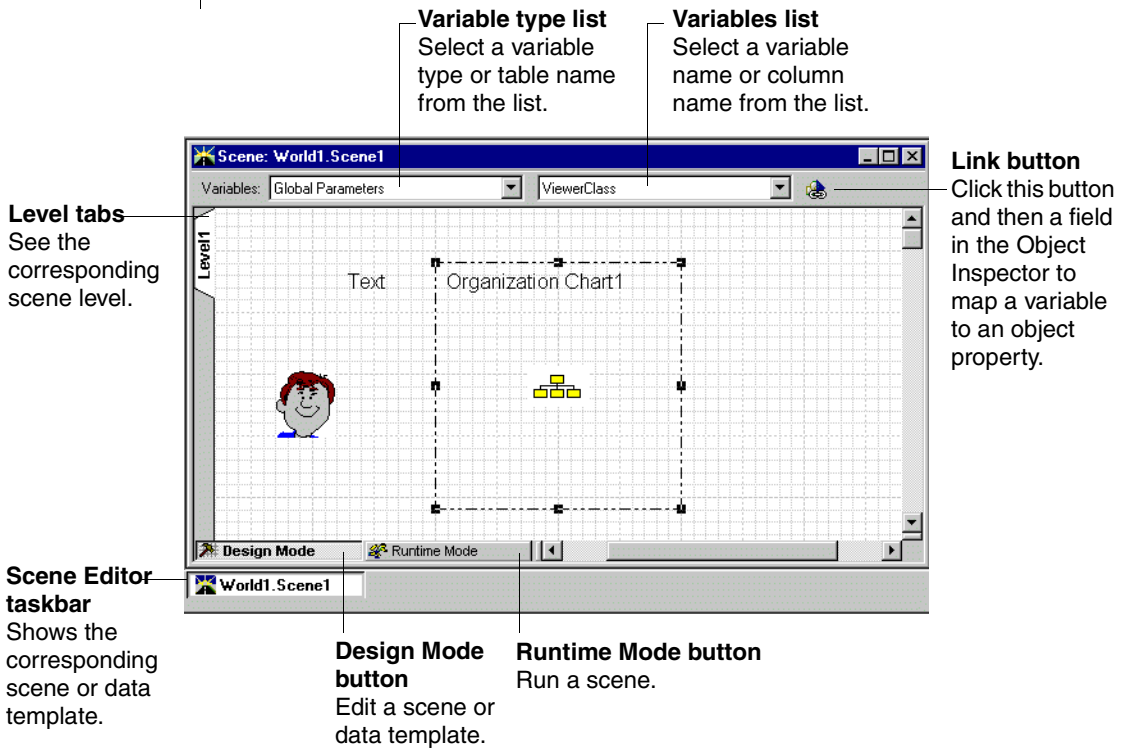 Variable type list
Select a variable
type or table name
from the list.
Variables list
Select a variable
name or column
name from the list.
Scene: World1.Scene1
Variables: Global Parameters ViewerClass
Link button
Click this button
and then a field
in the Object
Inspector to
map a variable
to an object
property.
Level tabs
See the
corresponding
scene level.
Level1
Text
Organization Chart1
Design Mode Runtime Mode
World1.Scene1
Scene Editor
taskbar
Shows the
corresponding
scene or data
template.
Design Mode
button
Edit a scene or
data template.
Runtime Mode button
Run a scene.